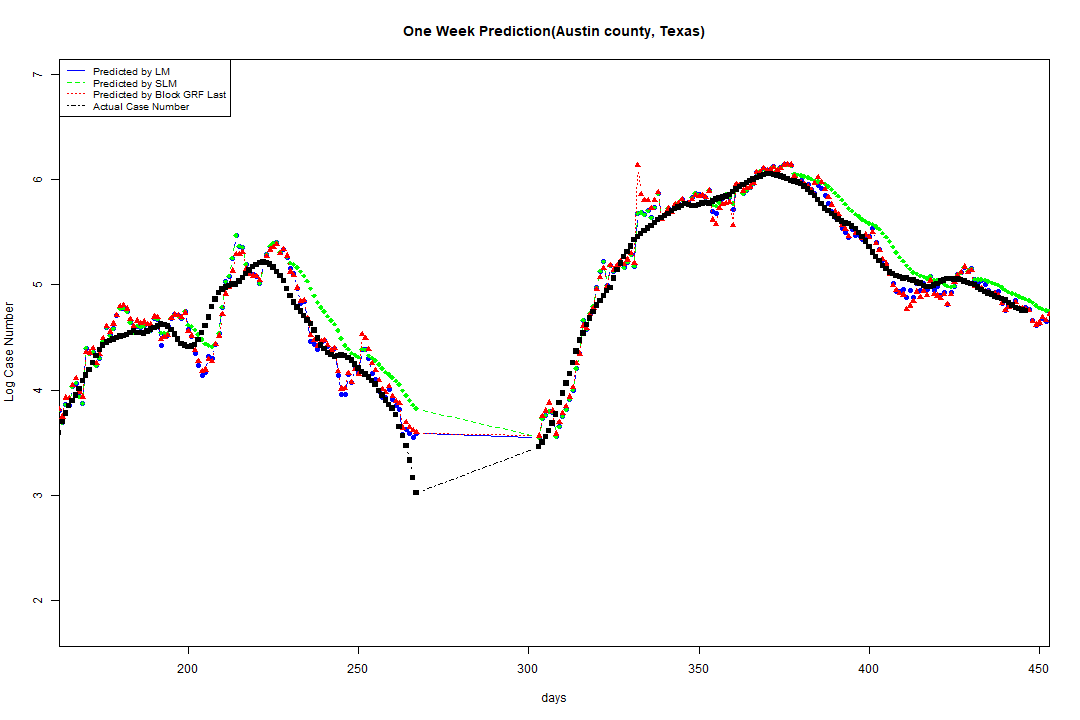 One Week Prediction(Austin county, Texas)
Predicted by LM
Predicted by SLM
Predicted by Block GRF Last
Actual Case Number
7
6
5
4
3
2
Log Case Number
200 250 300 350 400 450
days